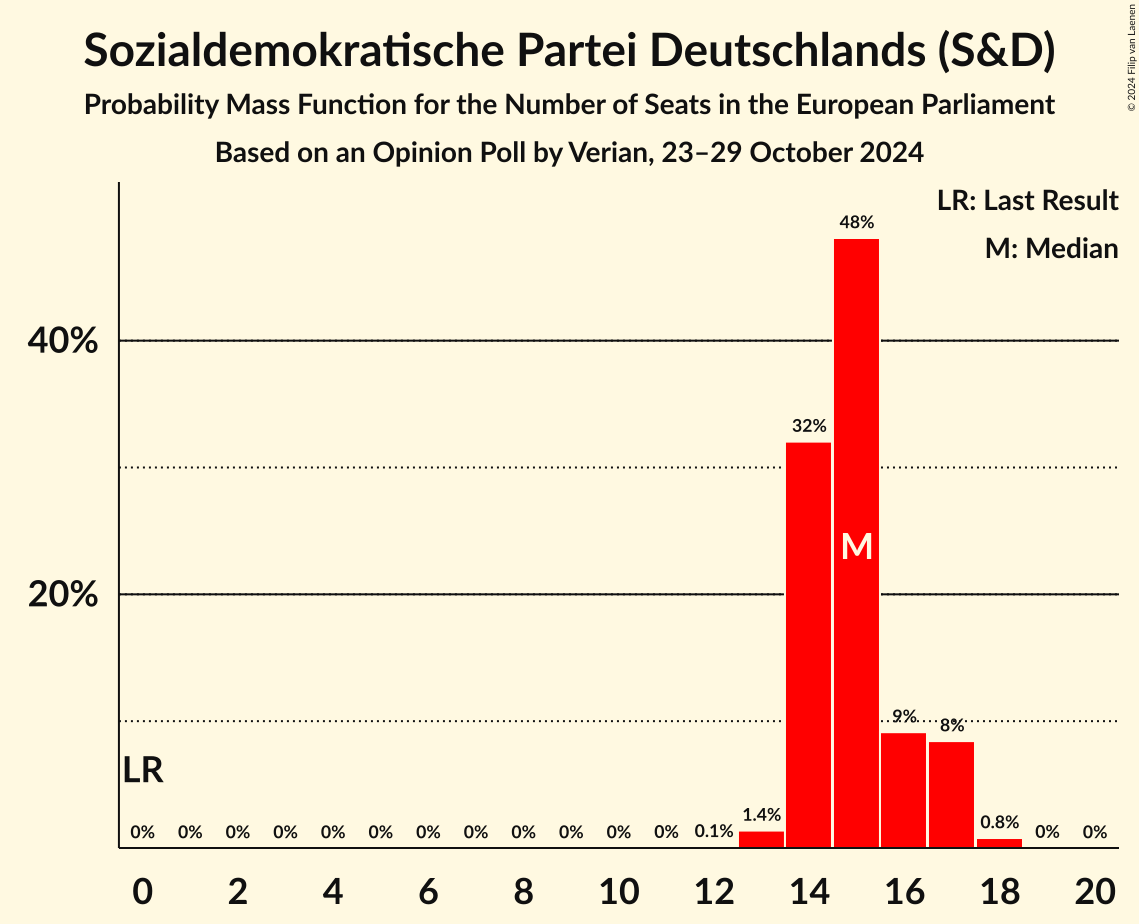 Sozialdemokratische Partei Deutschlands (S&D)
Probability Mass Function for the Number of Seats in the European Parliament
Based on an Opinion Poll by Verian, 23–29 October 2024
© 2024 Filip van Laenen
LR: Last Result
M: Median
48%
40%
32%
M
20%
9%
8%
LR
0% 0% 0% 0% 0% 0% 0% 0% 0% 0% 0% 0% 0.1% 1.4% 0.8% 0% 0%
0 2 4 6 8 10 12 14 16 18 20